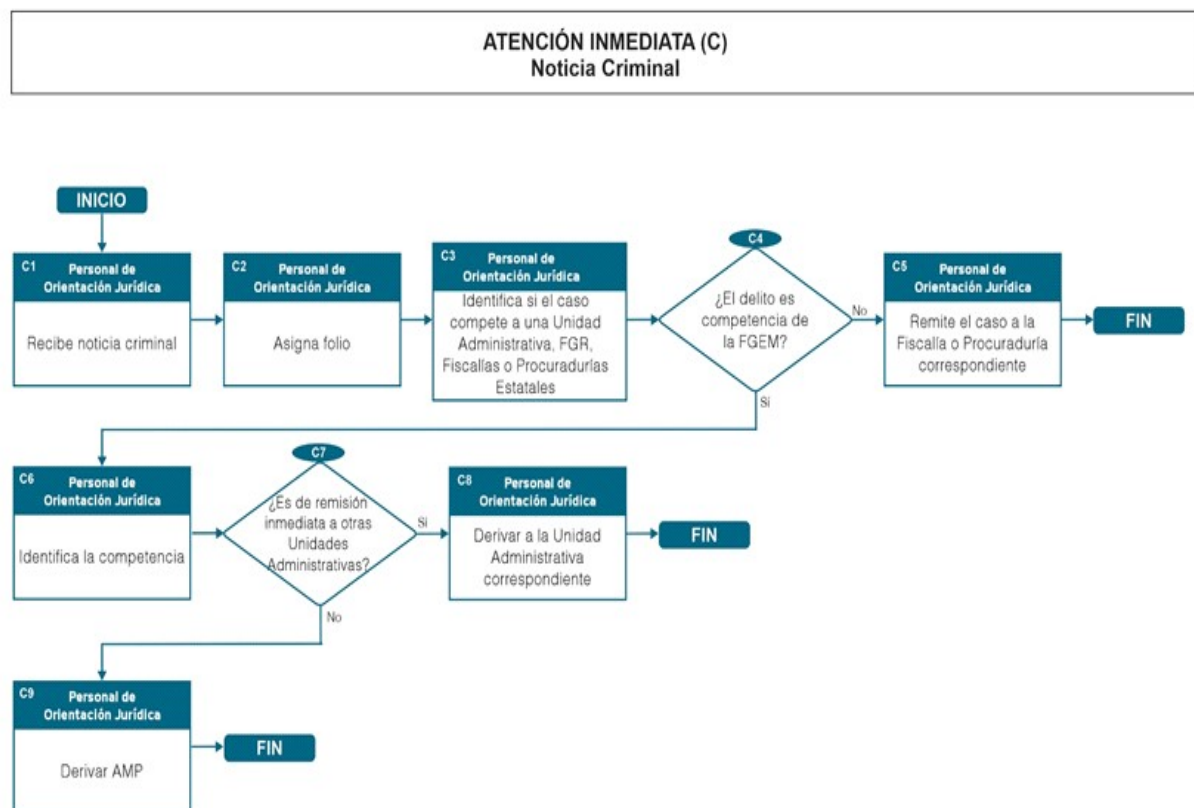 ATENCIÓN INMEDIATA (C)
Noticia Criminal
INICIO
C1
Personal de
Orientación Jurídica
Recibe noticia criminal
C2
Personal de
Orientación Jurídica
Asigna folio
C3
Personal de
Orientación Jurídica
Identifica si el caso
compete a una Unidad
Administrativa, FGR,
Fiscalías o Procuradurías
Estatales
C4
¿El delito es
competencia de
la FGEM?
No
Sí
C5
Personal de
Orientación Jurídica
Remite el caso a la
Fiscalía o Procuraduría
correspondiente
FIN
C6
Personal de
Orientación Jurídica
Identifica la competencia
C7
¿Es de remisión
inmediata a otras
Unidades
Administrativas?
Sí
No
C8
Personal de
Orientación Jurídica
Derivar a la Unidad
Administrativa
correspondiente
FIN
C9
Personal de
Orientación Jurídica
Derivar AMP
FIN